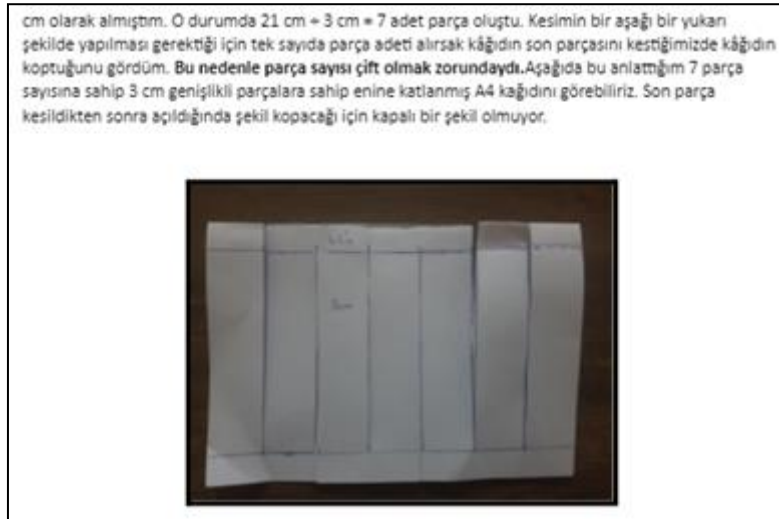 cm olarak almıştım. O durumda 21 cm ÷ 3 cm = 7 adet parça oluştu. Kesimin bir aşağı bir yukarı
şekilde yapılması gerektiği için tek sayıda parça adeti alırsak kâğıdın son parçasını kestiğimizde kâğıdın
koptuğunu gördüm. Bu nedenle parça sayısı çift olmak zorundaydı.Aşağıda bu anlattığım 7 parça
sayısına sahip 3 cm genişlikli parçalara sahip enine katlanmış A4 kağıdını görebiliriz. Son parça
kesildikten sonra açıldığında şekil kopacağı için kapalı bir şekil olmuyor.